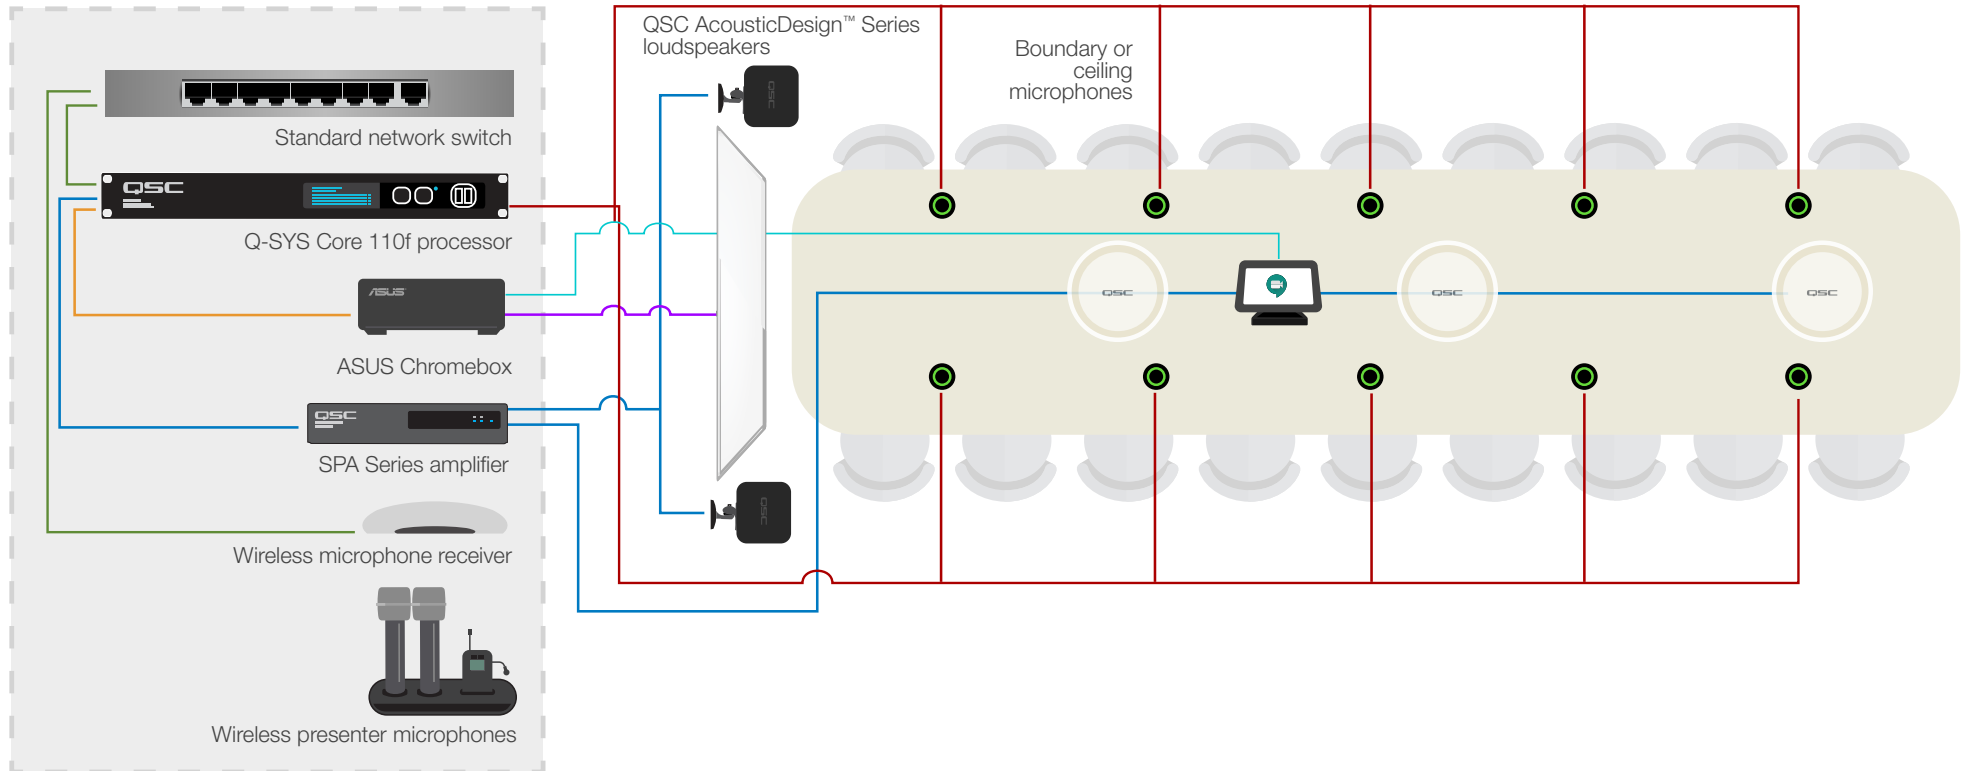 QSC AcousticDesign™ Series
loudspeakers
Boundary or
ceiling
microphones
Standard network switch
QSC
Q-SYS Core 110f processor
ASUS
ASUS Chromebox
QSC
SPA Series amplifier
Wireless microphone receiver
Wireless presenter microphones
QSC
QSC
QSC
QSC
QSC